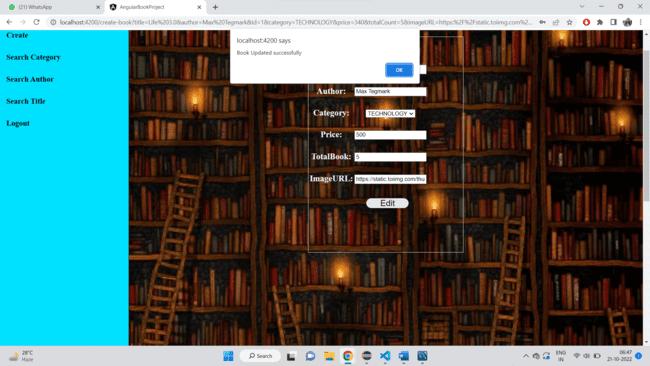 (21) WhatsApp
AngularBookProject
localhost:4200/create-book?title=Life%203.0&author=Max%20Tegmark&id=1&category=TECHNOLOGY&price=340&totalCount=5&imageURL=https:%2F%2Fstatic.toiimg.com%2...
localhost:4200 says
Book Updated successfully
OK
Create
Search Category
Search Author
Search Title
Logout
Author: Max Tegmark
Category: TECHNOLOGY
Price: 500
TotalBook: 5
ImageURL: https://static.toiimg.com/thu
Edit
28°C
Haze
Search
ENG
IN
06:47
21-10-2022